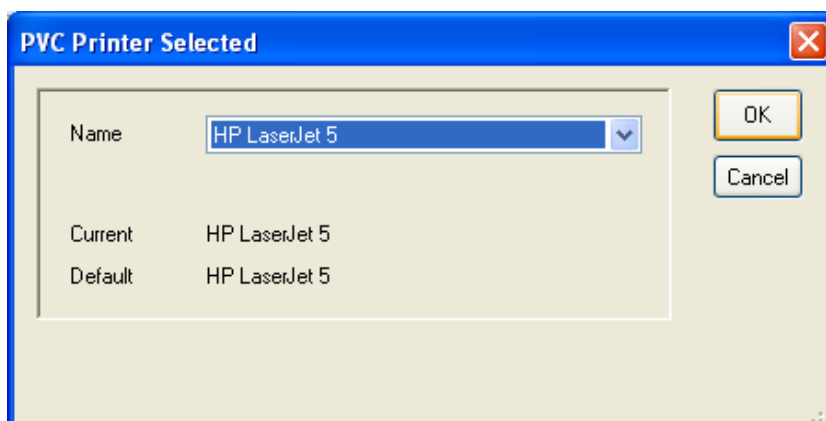 PVC Printer Selected
Name HP LaserJet 5
OK
Cancel
Current HP LaserJet 5
Default HP LaserJet 5